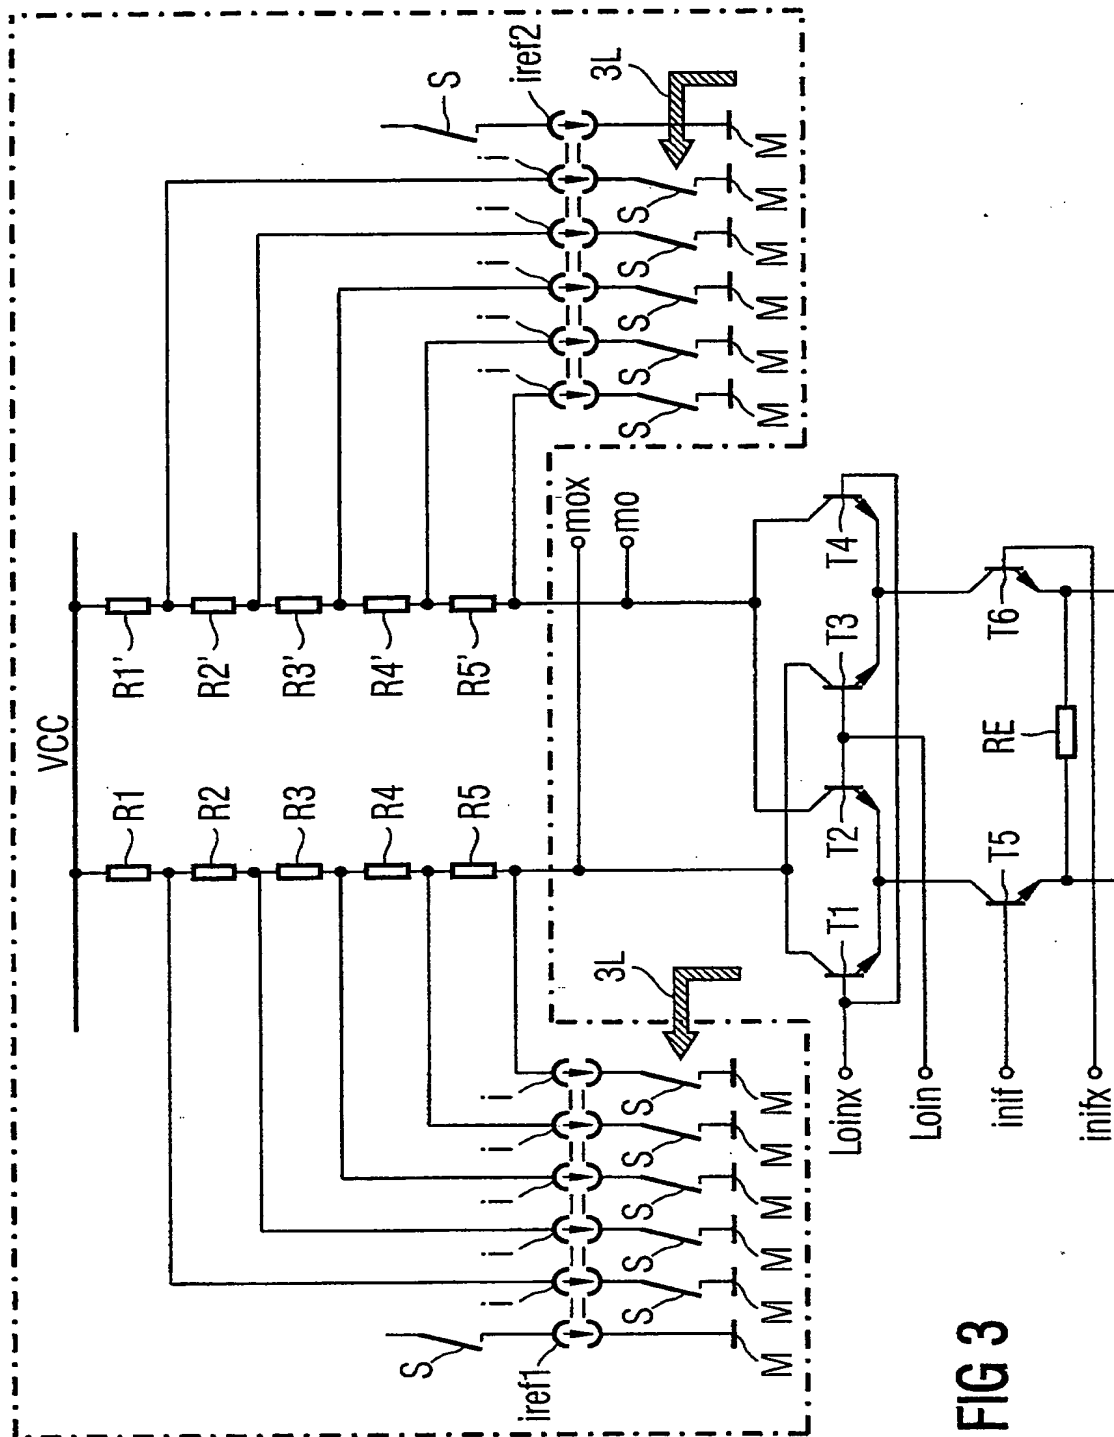 VCC
R1
R2
R3
R4
R5
R1'
R2'
R3'
R4'
R5'
S
iref1
i
i
i
i
i
S
S
S
S
S
M
M
M
M
M
M
3L
S
iref2
i
i
i
i
i
S
S
S
S
S
M
M
M
M
M
M
3L
mox
mo
T1
T2
T3
T4
T5
T6
RE
Loinx
Loin
inif
inifx
FIG 3